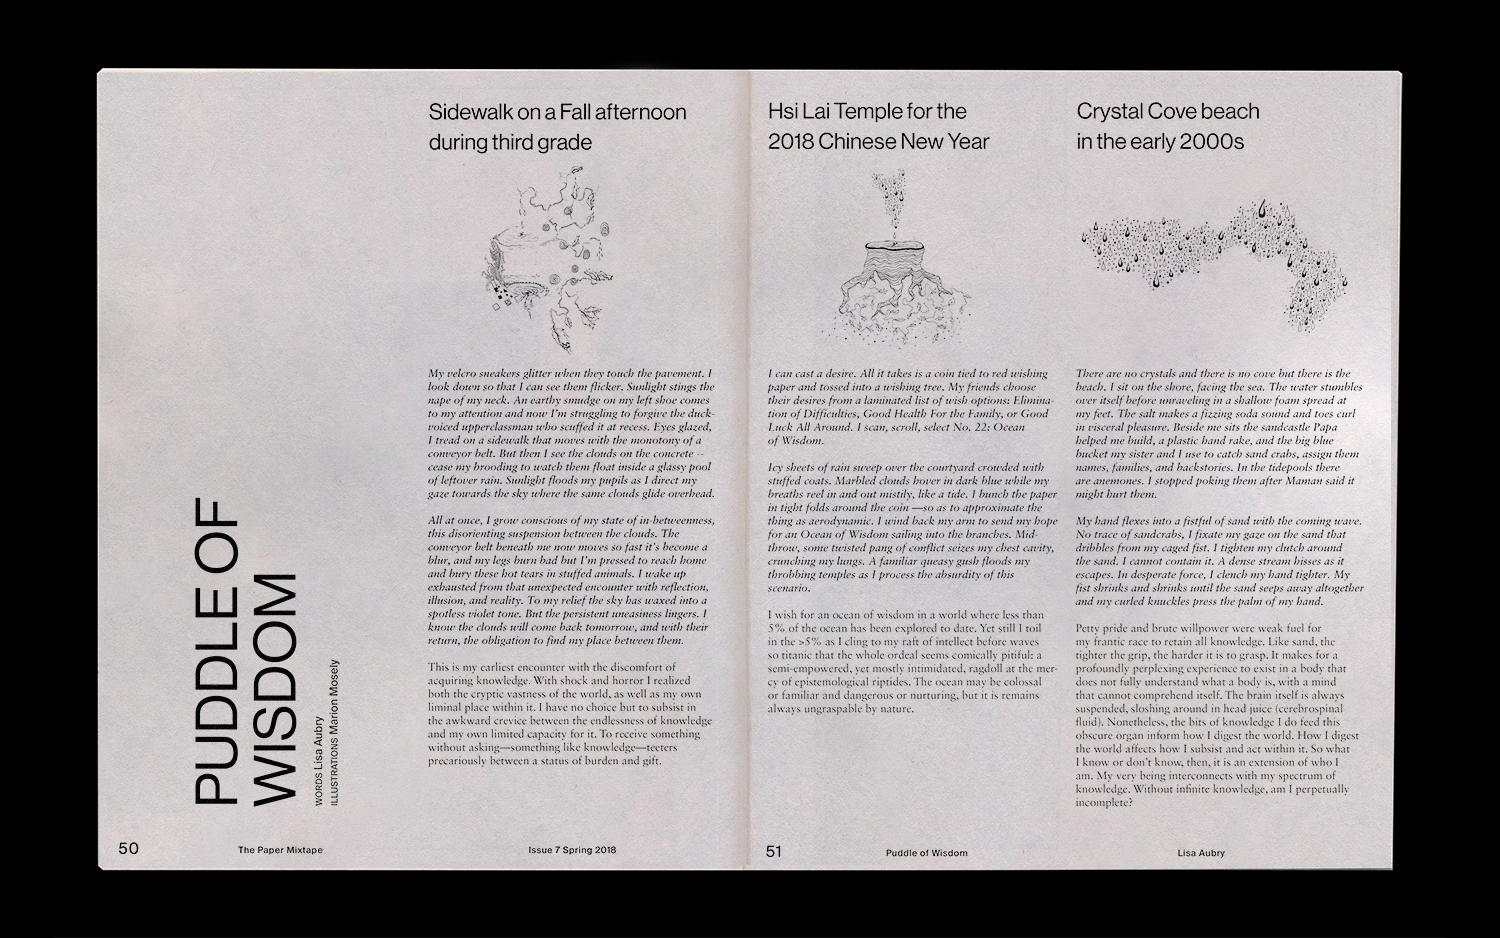 PUDDLE OF
WISDOM
WORDS Lisa Aubry
ILLUSTRATIONS Marion Mosely
Sidewalk on a Fall afternoon
during third grade
My velcro sneakers glitter when they touch the pavement. I
look down so that I can see them flicker. Sunlight stings the
nape of my neck. An earthy smudge on my left shoe comes
to my attention and now I'm struggling to forgive the duck-
voiced upperclassman who scuffed it at recess. Eyes glazed,
I tread on a sidewalk that moves with the monotony of a
conveyor belt. But then I see the clouds on the concrete --
cease my brooding to watch them float inside a glassy pool
of leftover rain. Sunlight floods my pupils as I direct my
gaze towards the sky where the same clouds glide overhead.
All at once, I grow conscious of my state of in-betweenness,
this disorienting suspension between the clouds. The
conveyor belt beneath me now moves so fast it's become a
blur, and my legs burn bad but I'm pressed to reach home
and bury these hot tears in stuffed animals. I wake up
exhausted from that unexpected encounter with reflection,
illusion, and reality. To my relief the sky has waxed into a
spotless violet tone. But the persistent uneasiness lingers. I
know the clouds will come back tomorrow, and with their
return, the obligation to find my place between them.
This is my earliest encounter with the discomfort of
acquiring knowledge. With shock and horror I realized
both the cryptic vastness of the world, as well as my own
liminal place within it. I have no choice but to subsist in
the awkward crevice between the endlessness of knowledge
and my own limited capacity for it. To receive something
without asking—something like knowledge—teeters
precariously between a status of burden and gift.
50
The Paper Mixtape
Issue 7 Spring 2018
Hsi Lai Temple for the
2018 Chinese New Year
I can cast a desire. All it takes is a coin tied to red wishing
paper and tossed into a wishing tree. My friends choose
their desires from a laminated list of wish options: Elimina-
tion of Difficulties, Good Health For the Family, or Good
Luck All Around. I scan, scroll, select No. 22: Ocean
of Wisdom.
Icy sheets of rain sweep over the courtyard crowded with
stuffed coats. Marbled clouds hover in dark blue while my
breaths reel in and out mistily, like a tide. I bunch the paper
in tight folds around the coin —so as to approximate the
thing as aerodynamic. I wind back my arm to send my hope
for an Ocean of Wisdom sailing into the branches. Mid-
throw, some twisted pang of conflict seizes my chest cavity,
crunching my lungs. A familiar queasy gush floods my
throbbing temples as I process the absurdity of this
scenario.
I wish for an ocean of wisdom in a world where less than
5% of the ocean has been explored to date. Yet still I toil
in the >5% as I cling to my raft of intellect before waves
so titanic that the whole ordeal seems comically pitiful: a
semi-empowered, yet mostly intimidated, ragdoll at the mer-
cy of epistemological riptides. The ocean may be colossal
or familiar and dangerous or nurturing, but it is remains
always ungraspable by nature.
Crystal Cove beach
in the early 2000s
There are no crystals and there is no cove but there is the
beach. I sit on the shore, facing the sea. The water stumbles
over itself before unraveling in a shallow foam spread at
my feet. The salt makes a fizzing soda sound and toes curl
in visceral pleasure. Beside me sits the sandcastle Papa
helped me build, a plastic hand rake, and the big blue
bucket my sister and I use to catch sand crabs, assign them
names, families, and backstories. In the tidepools there
are anemones. I stopped poking them after Maman said it
might hurt them.
My hand flexes into a fistful of sand with the coming wave.
No trace of sandcrabs, I fixate my gaze on the sand that
dribbles from my caged fist. I tighten my clutch around
the sand. I cannot contain it. A dense stream hisses as it
escapes. In desperate force, I clench my hand tighter. My
fist shrinks and shrinks until the sand seeps away altogether
and my curled knuckles press the palm of my hand.
Petty pride and brute willpower were weak fuel for
my frantic race to retain all knowledge. Like sand, the
tighter the grip, the harder it is to grasp. It makes for a
profoundly perplexing experience to exist in a body that
does not fully understand what a body is, with a mind
that cannot comprehend itself. The brain itself is always
suspended, sloshing around in head juice (cerebrospinal
fluid). Nonetheless, the bits of knowledge I do feed this
obscure organ inform how I digest the world. How I digest
the world affects how I subsist and act within it. So what
I know or don't know, then, it is an extension of who I
am. My very being interconnects with my spectrum of
knowledge. Without infinite knowledge, am I perpetually
incomplete?
51
Puddle of Wisdom
Lisa Aubry